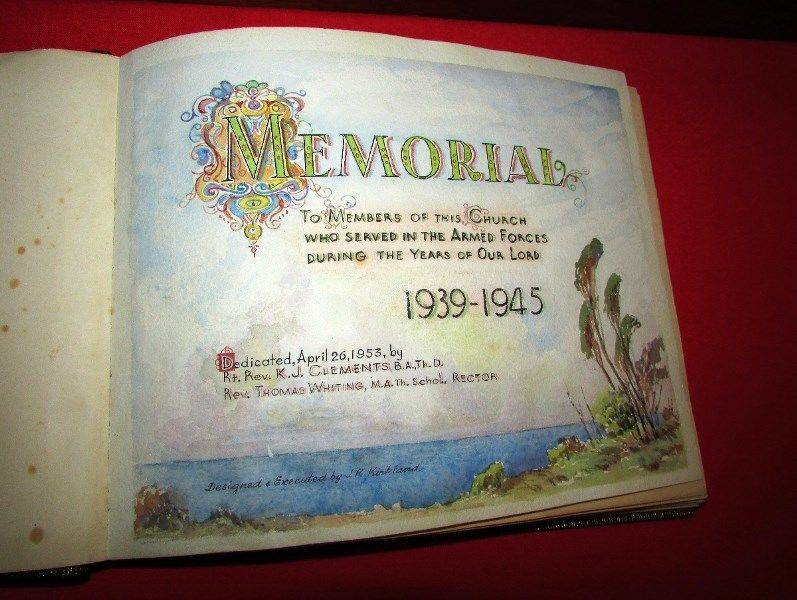 MEMORIAL
TO MEMBERS OF THIS CHURCH
WHO SERVED IN THE ARMED FORCES
DURING THE YEARS OF OUR LORD
1939-1945
Dedicated, April 26, 1953, by
Rt. Rev. K. J. CLEMENTS, B.A., Th. D.
Rev. THOMAS WHITING, M.A. Th. Schol., RECTOR
Designed & Executed by J. R. Kirkland